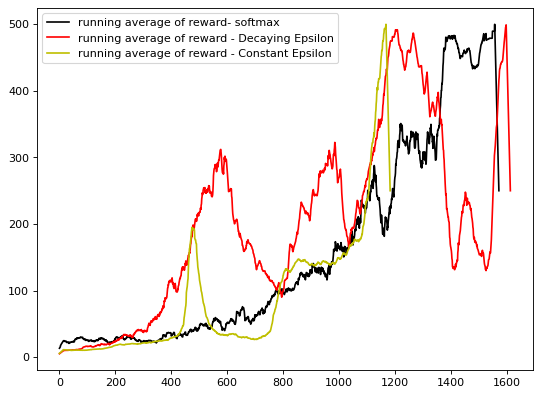 running average of reward- softmax
running average of reward - Decaying Epsilon
running average of reward - Constant Epsilon
500
400
300
200
100
0
0 200 400 600 800 1000 1200 1400 1600